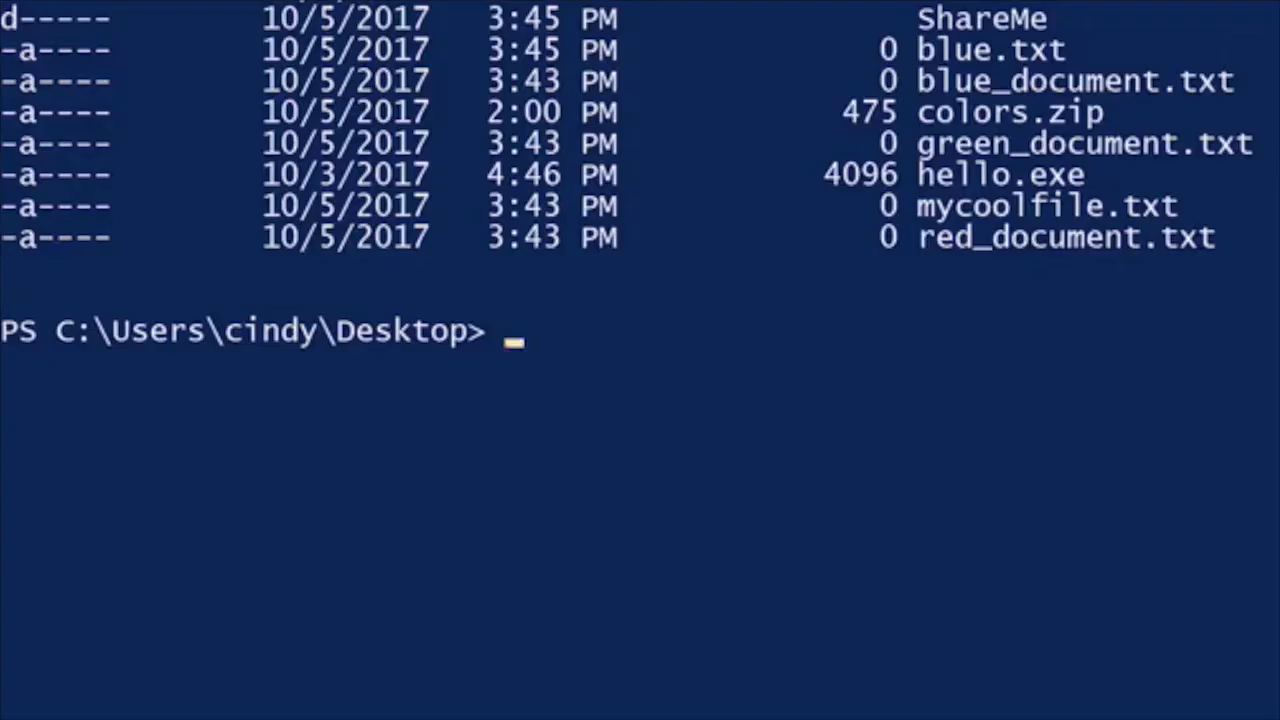 d----- 10/5/2017 3:45 PM ShareMe
-a---- 10/5/2017 3:45 PM 0 blue.txt
-a---- 10/5/2017 3:43 PM 0 blue_document.txt
-a---- 10/5/2017 2:00 PM 475 colors.zip
-a---- 10/5/2017 3:43 PM 0 green_document.txt
-a---- 10/3/2017 4:46 PM 4096 hello.exe
-a---- 10/5/2017 3:43 PM 0 mycoolfile.txt
-a---- 10/5/2017 3:43 PM 0 red_document.txt
PS C:\Users\cindy\Desktop> _